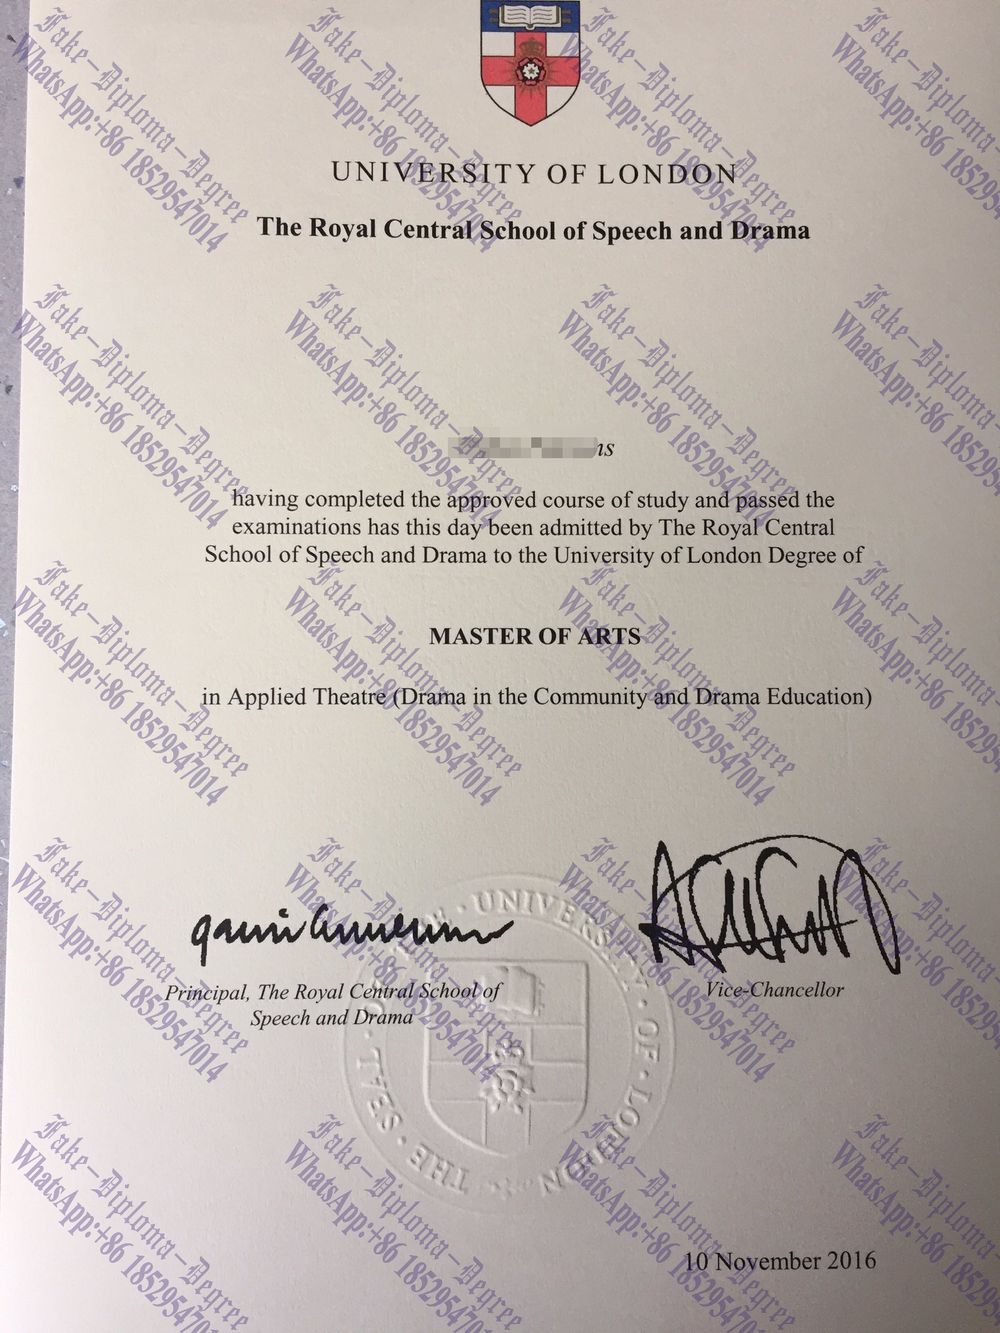 UNIVERSITY OF LONDON
The Royal Central School of Speech and Drama
ns
having completed the approved course of study and passed the
examinations has this day been admitted by The Royal Central
School of Speech and Drama to the University of London Degree of
MASTER OF ARTS
in Applied Theatre (Drama in the Community and Drama Education)
Principal, The Royal Central School of
Speech and Drama
Vice-Chancellor
THE SEAL OF THE UNIVERSITY OF LONDON
10 November 2016
Fake-Diploma-Degree
WhatsApp:+86 18529547014